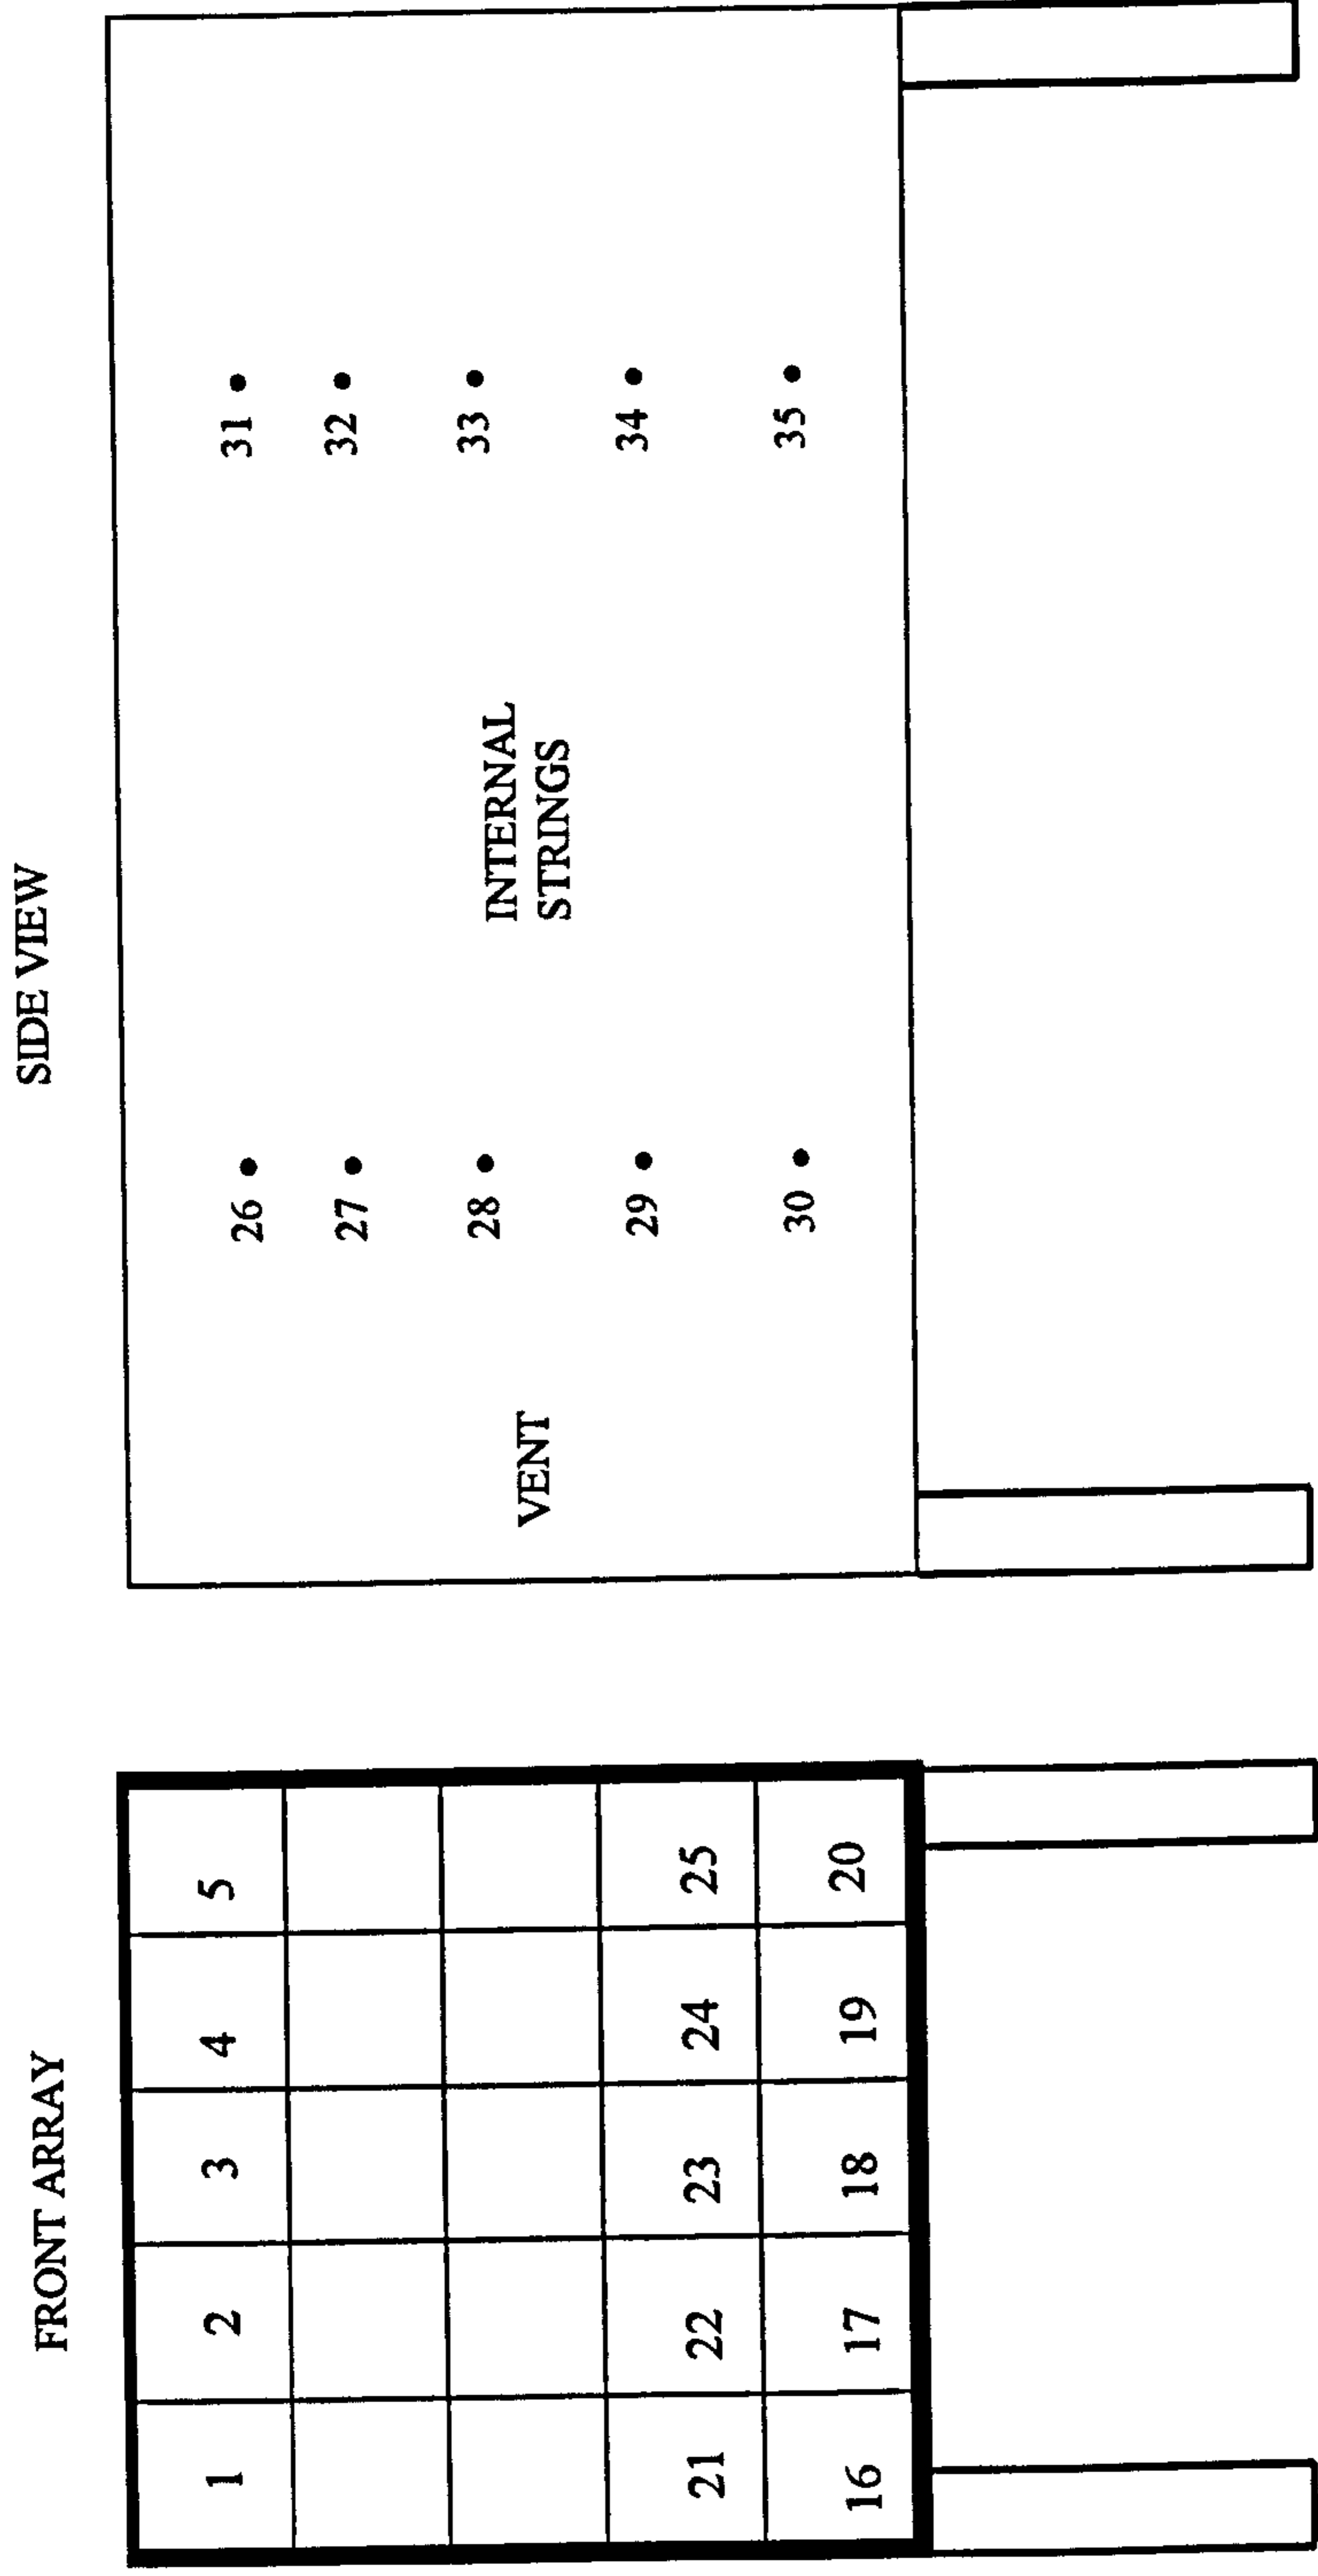 FRONT ARRAY
1 2 3 4 5
21 22 23 24 25
16 17 18 19 20
SIDE VIEW
26 31
27 32
28 33
29 34
30 35
VENT
INTERNAL
STRINGS